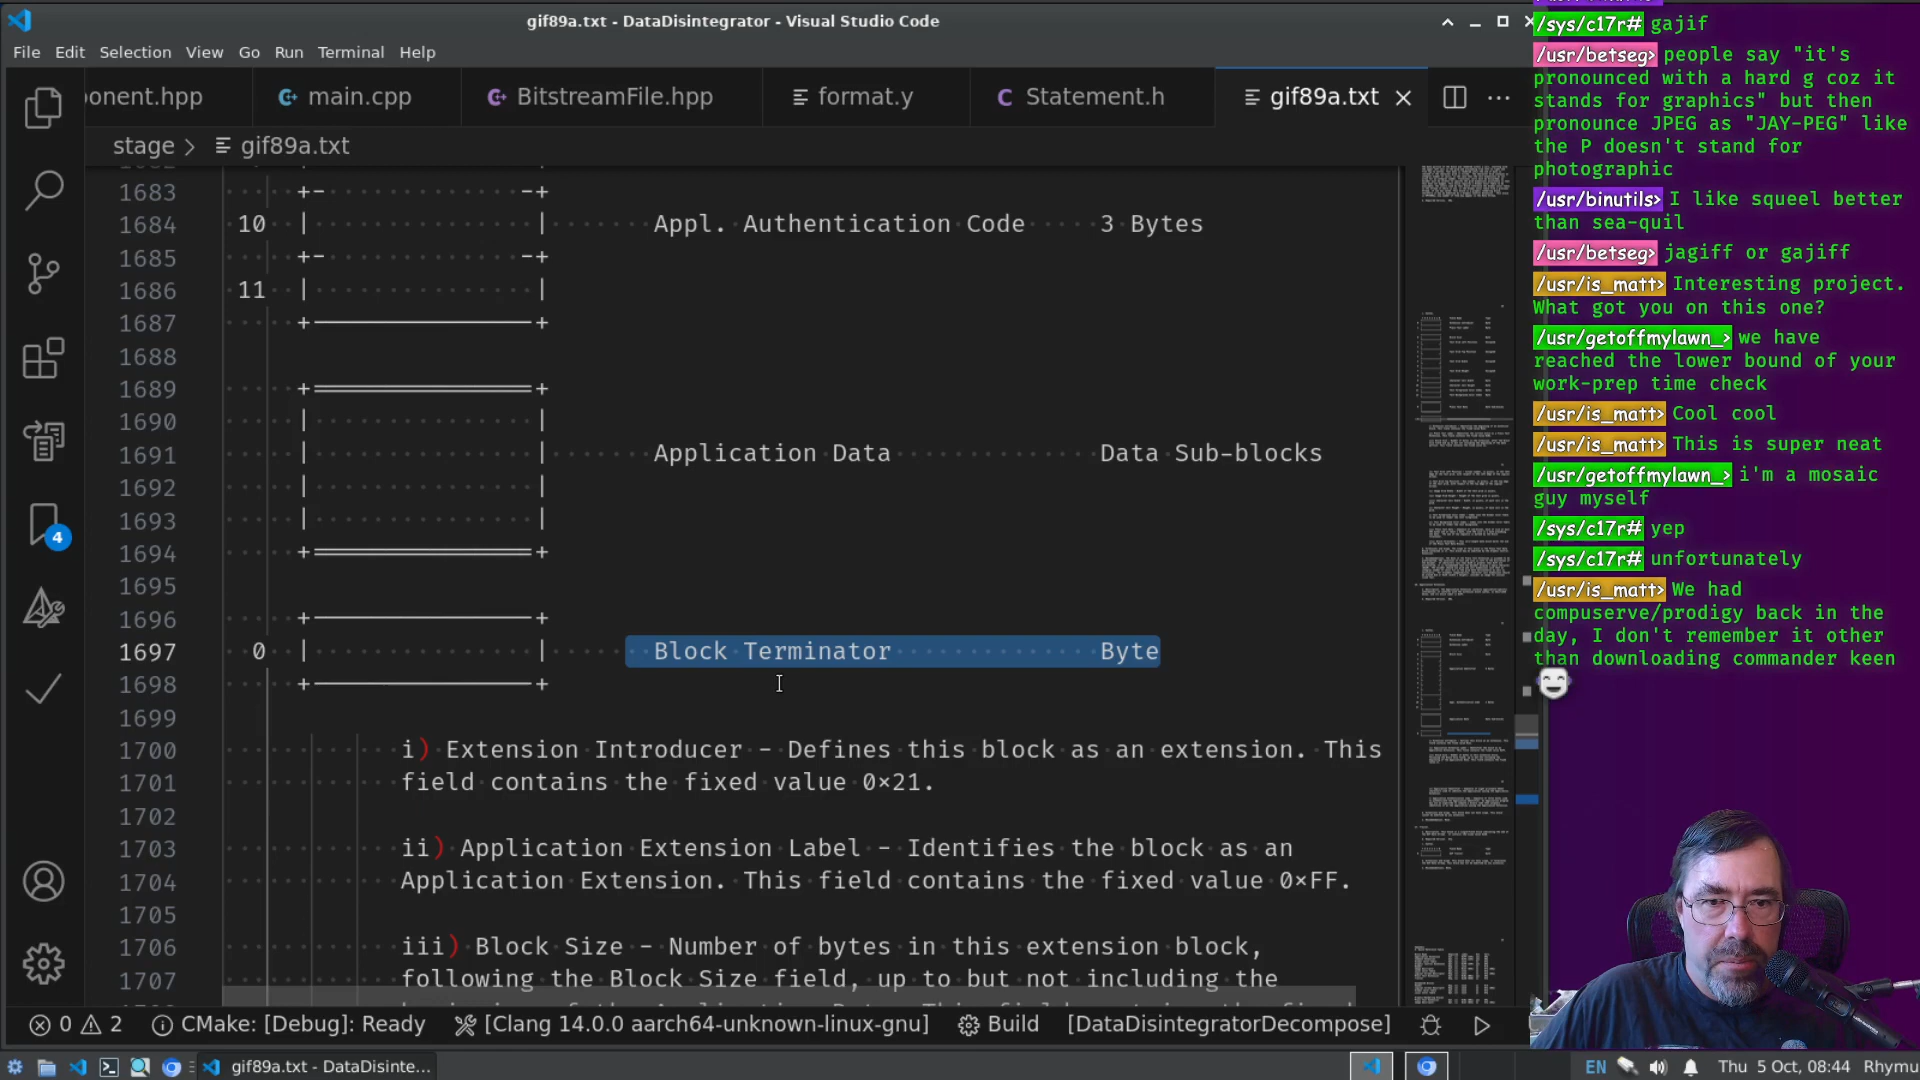 gif89a.txt - DataDisintegrator - Visual Studio Code
File Edit Selection View Go Run Terminal Help
onent.hpp main.cpp BitstreamFile.hpp format.y Statement.h gif89a.txt
stage > gif89a.txt
1683 +- -+
1684 10 | | Appl. Authentication Code 3 Bytes
1685 +- -+
1686 11 | |
1687 +---------------+
1688
1689 +===============+
1690 | |
1691 | | Application Data Data Sub-blocks
1692 | |
1693 | |
1694 +===============+
1695
1696 +---------------+
1697 0 | | Block Terminator Byte
1698 +---------------+
1699
1700 i) Extension Introducer - Defines this block as an extension. This
1701 field contains the fixed value 0x21.
1702
1703 ii) Application Extension Label - Identifies the block as an
1704 Application Extension. This field contains the fixed value 0xFF.
1705
1706 iii) Block Size - Number of bytes in this extension block,
1707 following the Block Size field, up to but not including the
4
0 2 CMake: [Debug]: Ready [Clang 14.0.0 aarch64-unknown-linux-gnu] Build [DataDisintegratorDecompose]
gif89a.txt - DataDisinte...
EN Thu 5 Oct, 08:44 Rhymu
/sys/c17r# gajif
/usr/betseg> people say "it's
pronounced with a hard g coz it
stands for graphics" but then
pronounce JPEG as "JAY-PEG" like
the P doesn't stand for
photographic
/usr/binutils> I like squeel better
than sea-quil
/usr/betseg> jagiff or gajiff
/usr/is_matt> Interesting project.
What got you on this one?
/usr/getoffmylawn_> we have
reached the lower bound of your
work-prep time check
/usr/is_matt> Cool cool
/usr/is_matt> This is super neat
/usr/getoffmylawn_> i'm a mosaic
guy myself
/sys/c17r# yep
/sys/c17r# unfortunately
/usr/is_matt> We had
compuserve/prodigy back in the
day, I don't remember it other
than downloading commander keen